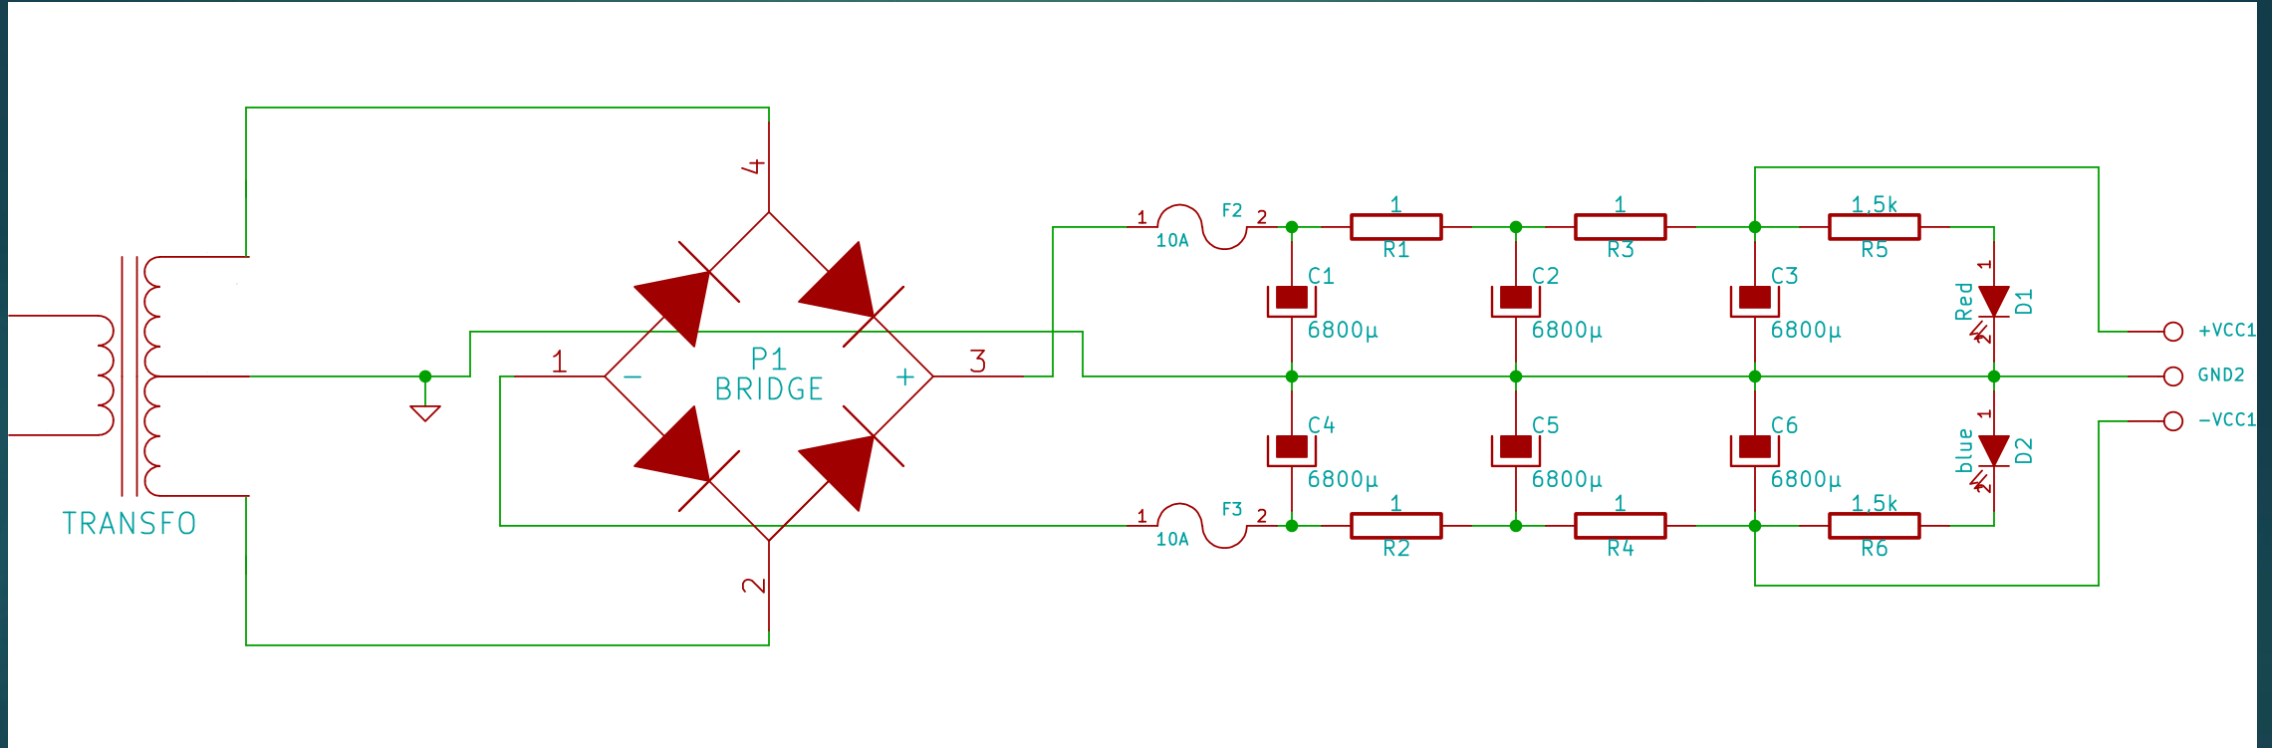 TRANSFO
4
1
−
P1
BRIDGE
+
3
2
1
F2
10A
2
1
R1
1
R3
1,5k
R5
C1
6800µ
C2
6800µ
C3
6800µ
1
Red
D1
2
+VCC1
GND2
-VCC1
C4
6800µ
C5
6800µ
C6
6800µ
1
blue
D2
2
1
F3
10A
2
1
R2
1
R4
1,5k
R6